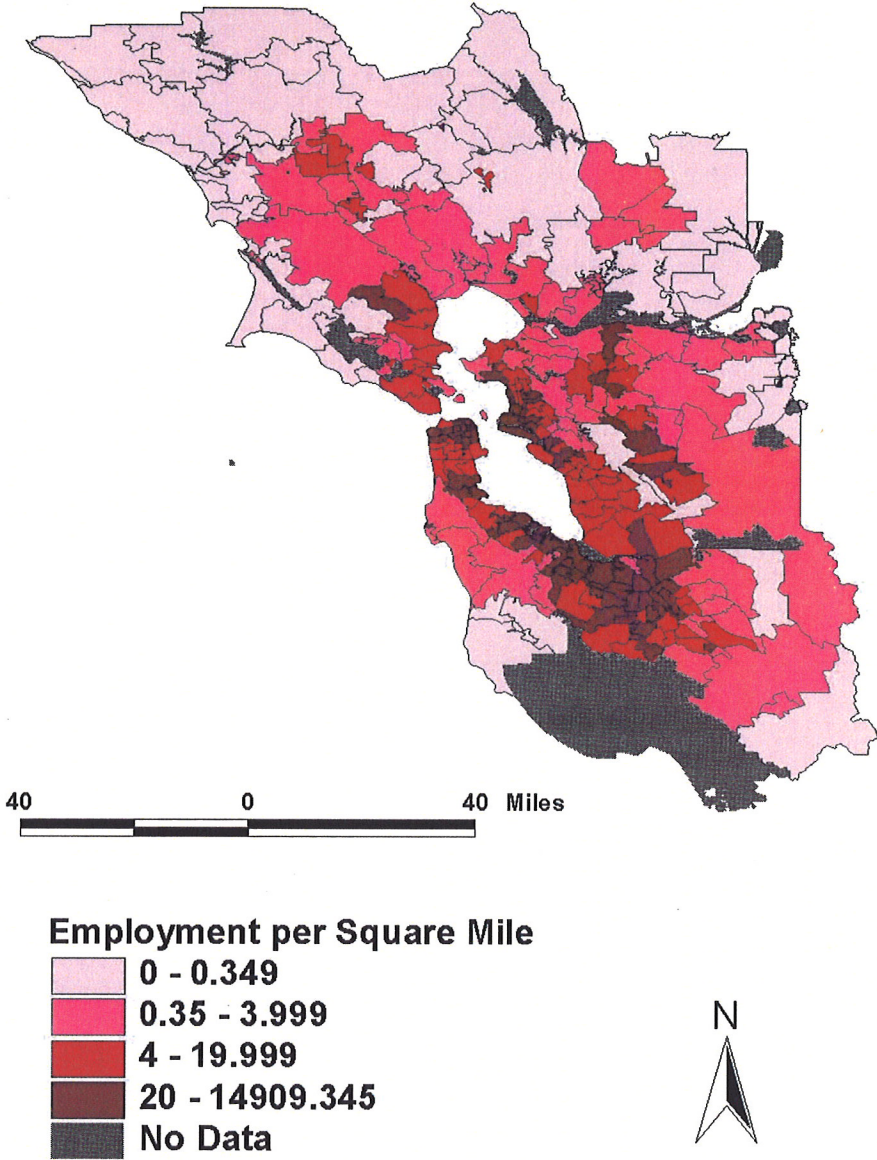 40 0 40 Miles
Employment per Square Mile
0 - 0.349
0.35 - 3.999
4 - 19.999
20 - 14909.345
No Data
N